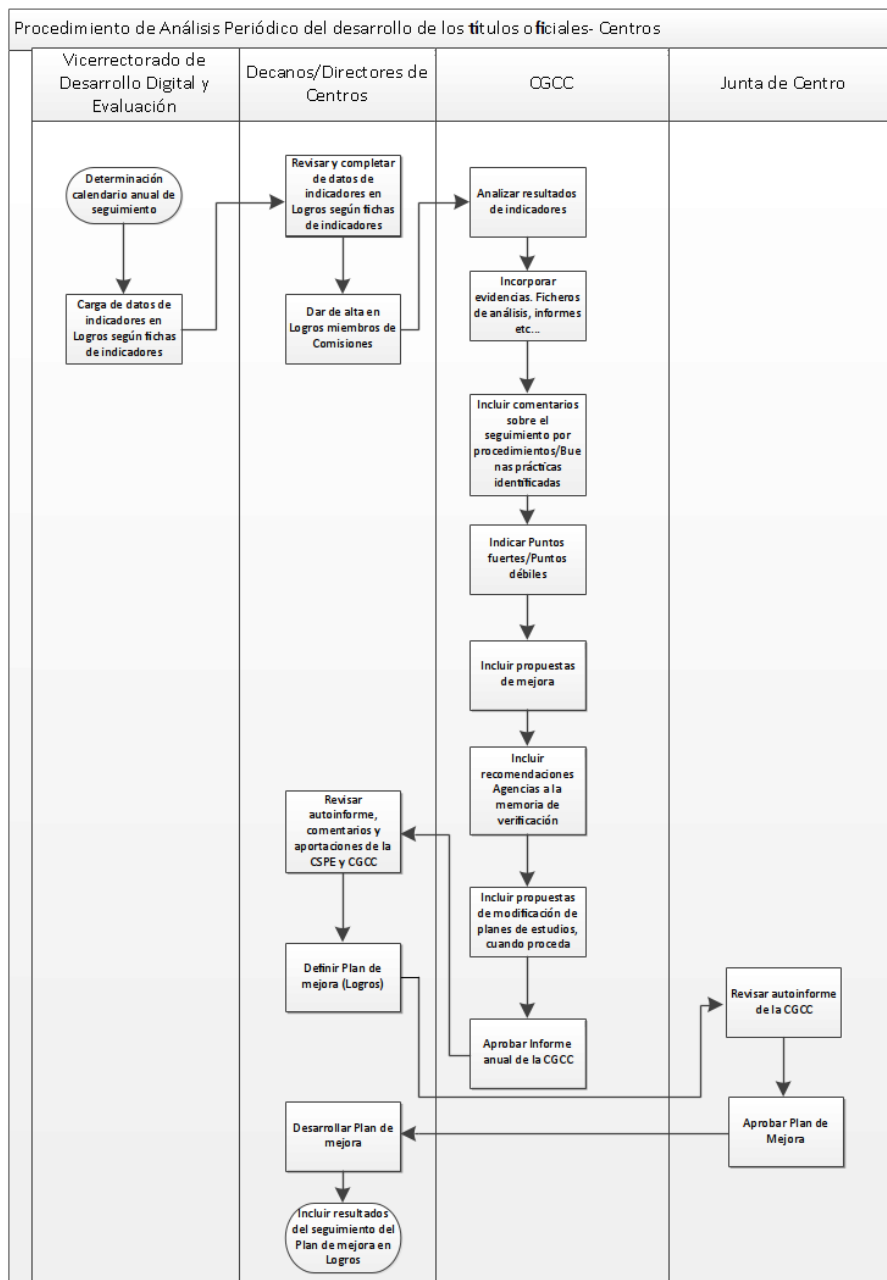 Procedimiento de Análisis Periódico del desarrollo de los títulos oficiales- Centros
Vicerrectorado de
Desarrollo Digital y
Evaluación
Decanos/Directores de
Centros
CGCC
Junta de Centro
Determinación
calendario anual de
seguimiento
Carga de datos de
indicadores en
Logros según fichas
de indicadores
Revisar y completar
de datos de
indicadores en
Logros según fichas
de indicadores
Dar de alta en
Logros miembros de
Comisiones
Analizar resultados
de indicadores
Incorporar
evidencias. Ficheros
de análisis, informes
etc...
Incluir comentarios
sobre el
seguimiento por
procedimientos/Bue
nas prácticas
identificadas
Indicar Puntos
fuertes/Puntos
débiles
Incluir propuestas
de mejora
Incluir
recomendaciones
Agencias a la
memoria de
verificación
Incluir propuestas
de modificación de
planes de estudios,
cuando proceda
Aprobar Informe
anual de la CGCC
Revisar
autoinforme,
comentarios y
aportaciones de la
CSPE y CGCC
Definir Plan de
mejora (Logros)
Revisar autoinforme
de la CGCC
Aprobar Plan de
Mejora
Desarrollar Plan de
mejora
Incluir resultados
del seguimiento del
Plan de mejora en
Logros